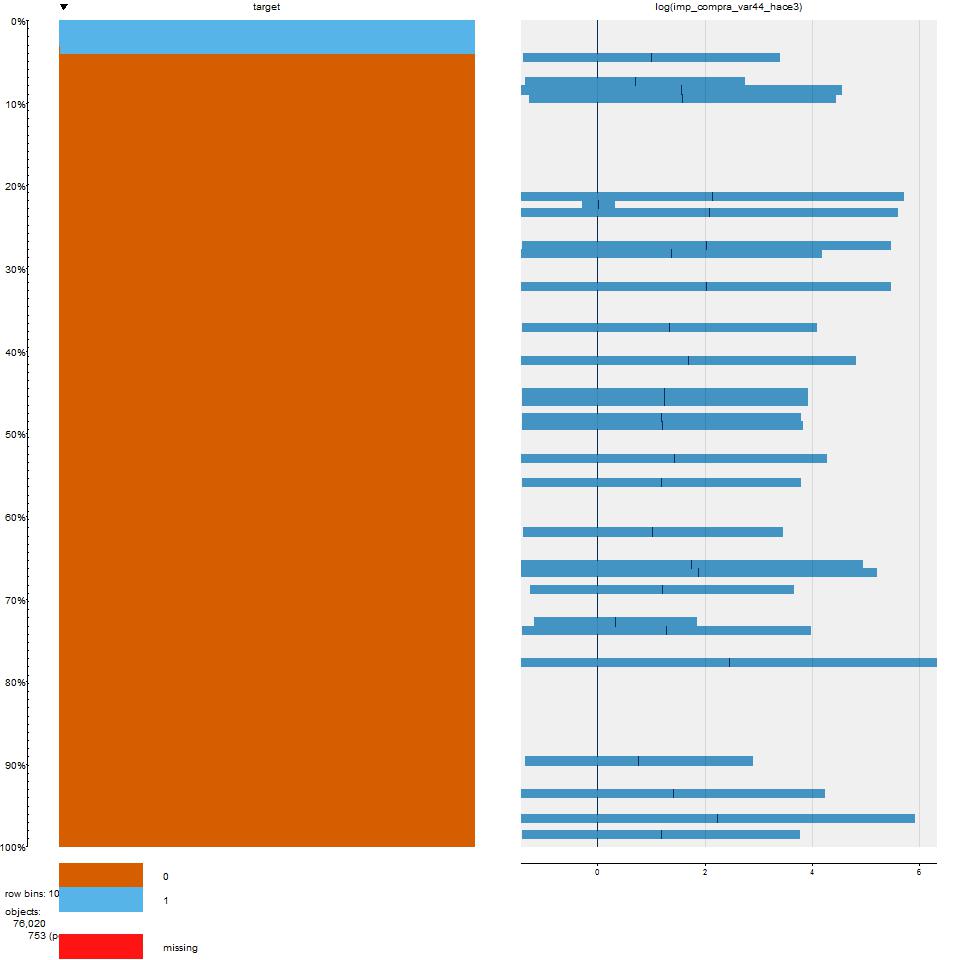 target
log(imp_compra_var44_hace3)
0%
10%
20%
30%
40%
50%
60%
70%
80%
90%
100%
0 2 4 6
0
1
row bins: 10
objects:
76,020
753 (p
missing